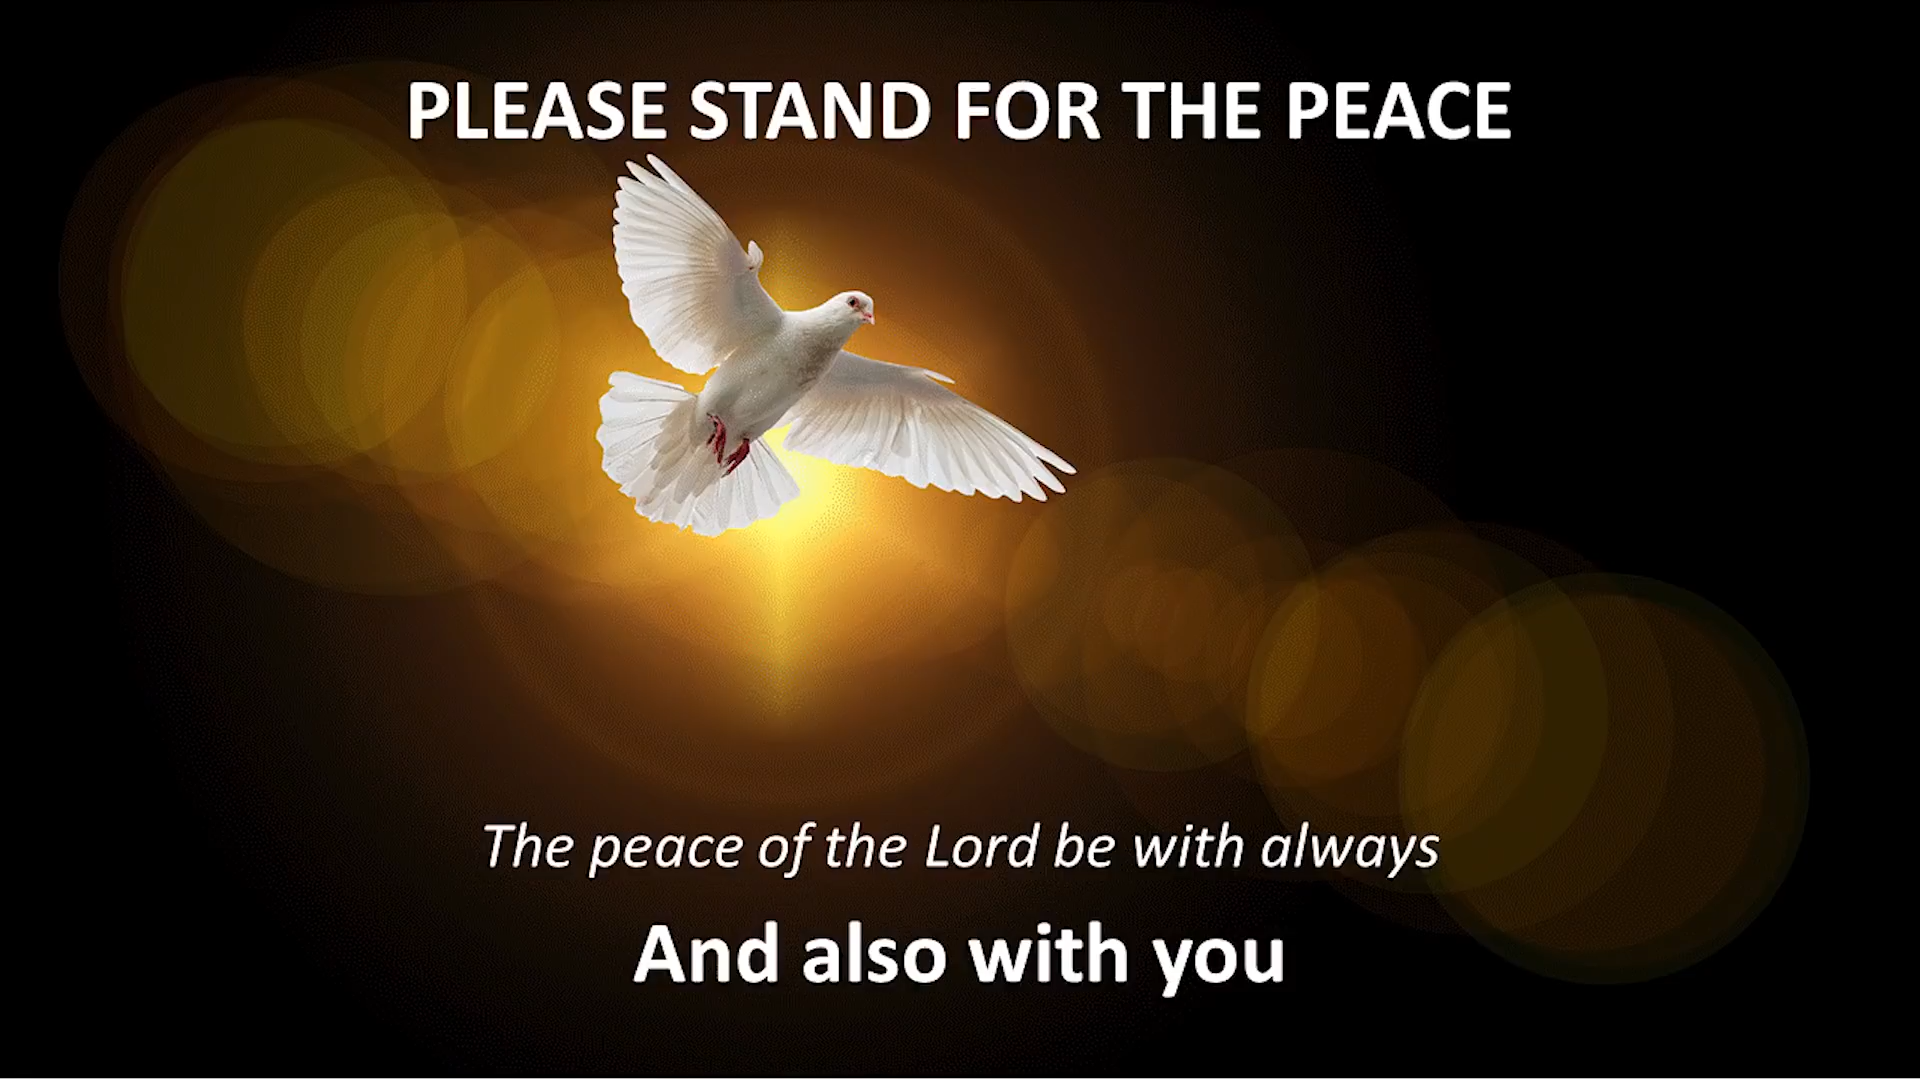 PLEASE STAND FOR THE PEACE
The peace of the Lord be with always
And also with you